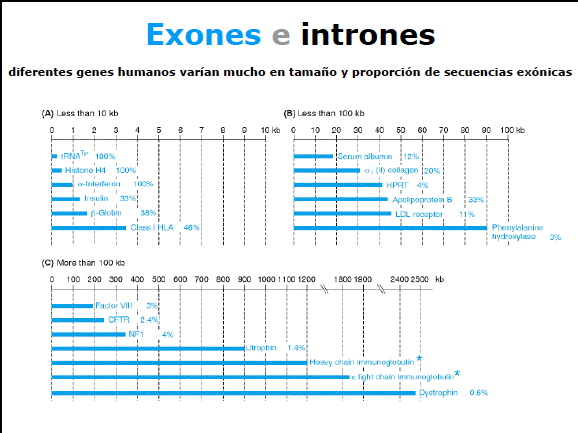 Exones e intrones
diferentes genes humanos varían mucho en tamaño y proporción de secuencias exónicas
(A) Less than 10 kb
0 1 2 3 4 5 6 7 8 9 10 kb
tRNATyr 100%
Histone H4 100%
α-Interferon 100%
Insulin 33%
β-Globin 38%
Class I HLA 46%
(B) Less than 100 kb
0 10 20 30 40 50 60 70 80 90 100 kb
Serum albumin 12%
α1 (II) collagen 20%
HPRT 4%
Apolipoprotein B 33%
LDL receptor 11%
Phenylalanine
hydroxylase 3%
(C) More than 100 kb
0 100 200 300 400 500 600 700 800 900 1000 1100 1200 1800 1900 2400 2500 kb
Factor VIII 3%
CFTR 2.4%
NF1 4%
Utrophin 1.4%
Heavy chain immunoglobulin *
κ light chain immunoglobulin *
Dystrophin 0.6%